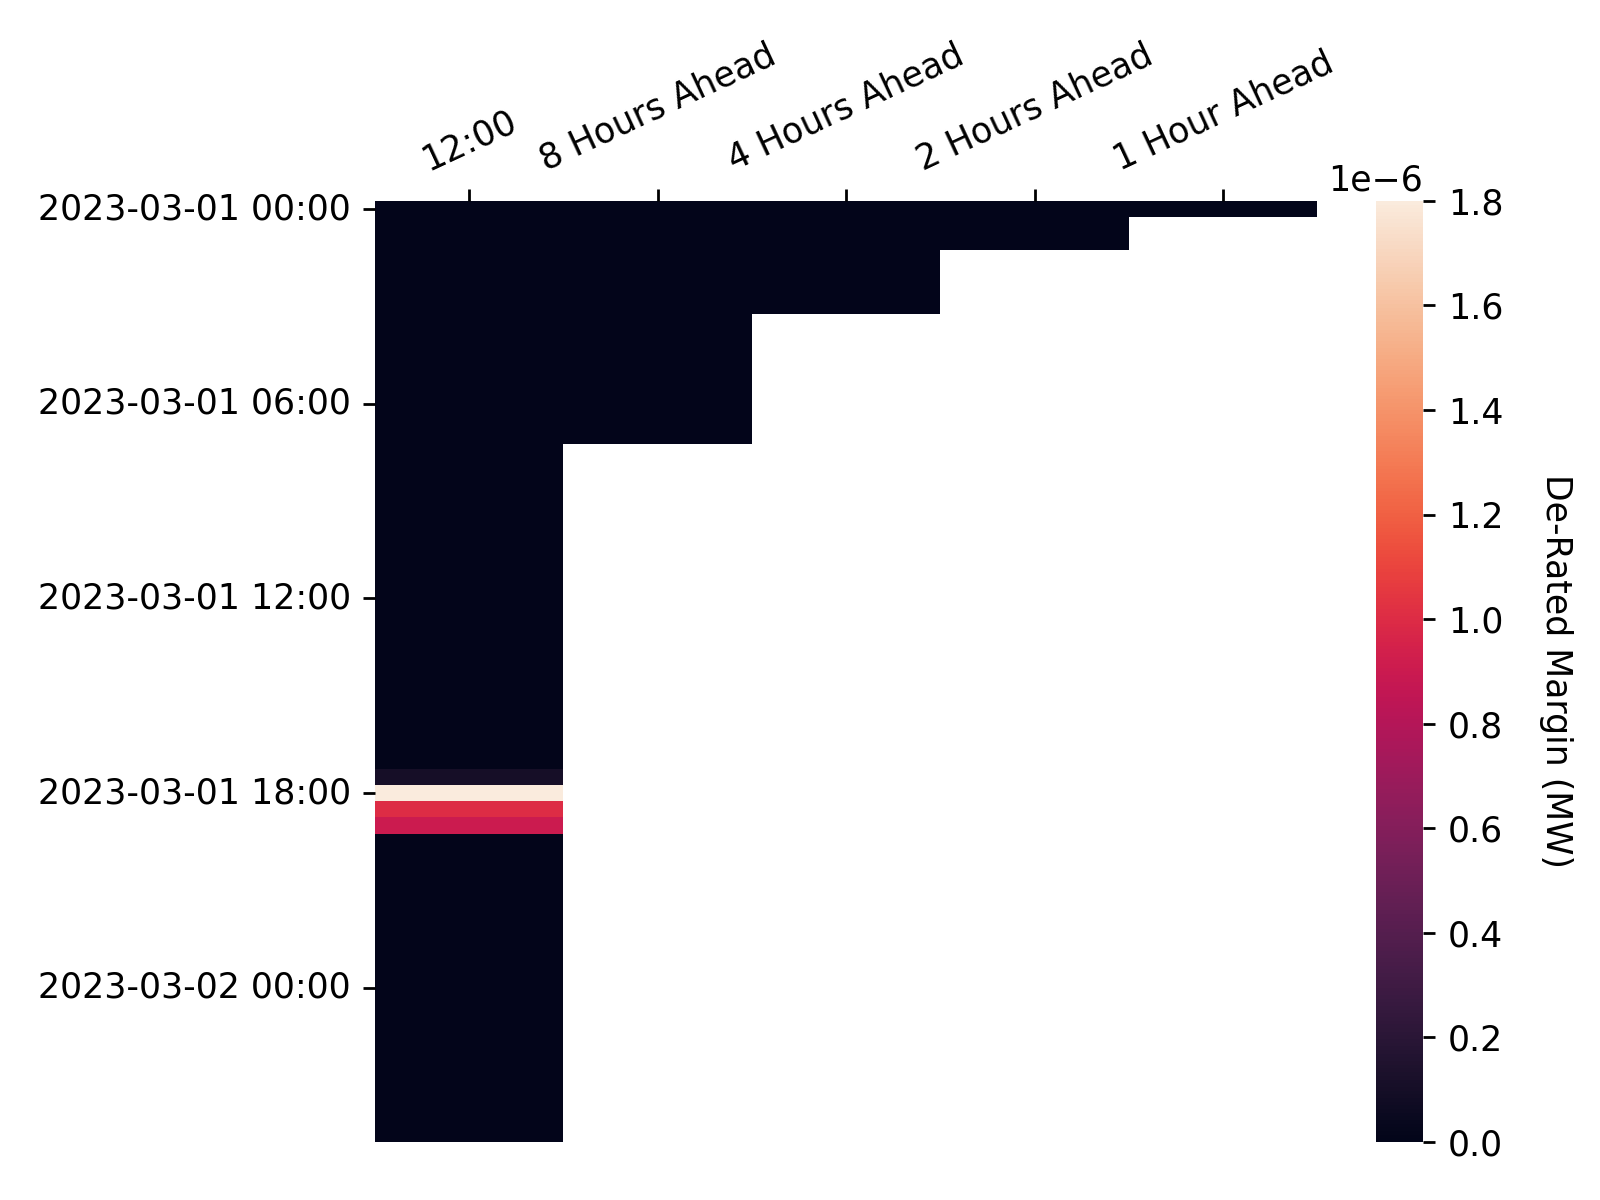 12:00
8 Hours Ahead
4 Hours Ahead
2 Hours Ahead
1 Hour Ahead
2023-03-01 00:00
2023-03-01 06:00
2023-03-01 12:00
2023-03-01 18:00
2023-03-02 00:00
1e−6
1.8
1.6
1.4
1.2
1.0
0.8
0.6
0.4
0.2
0.0
De-Rated Margin (MW)